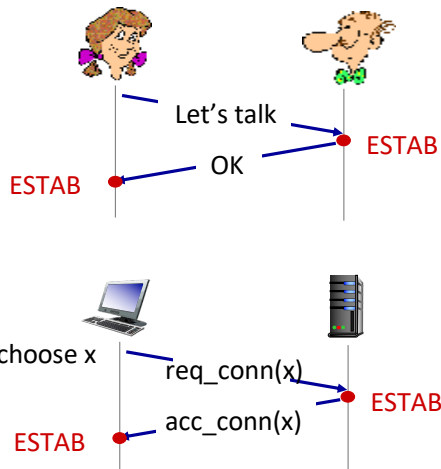 Let's talk
ESTAB
OK
ESTAB
choose x
req_conn(x)
ESTAB
acc_conn(x)
ESTAB